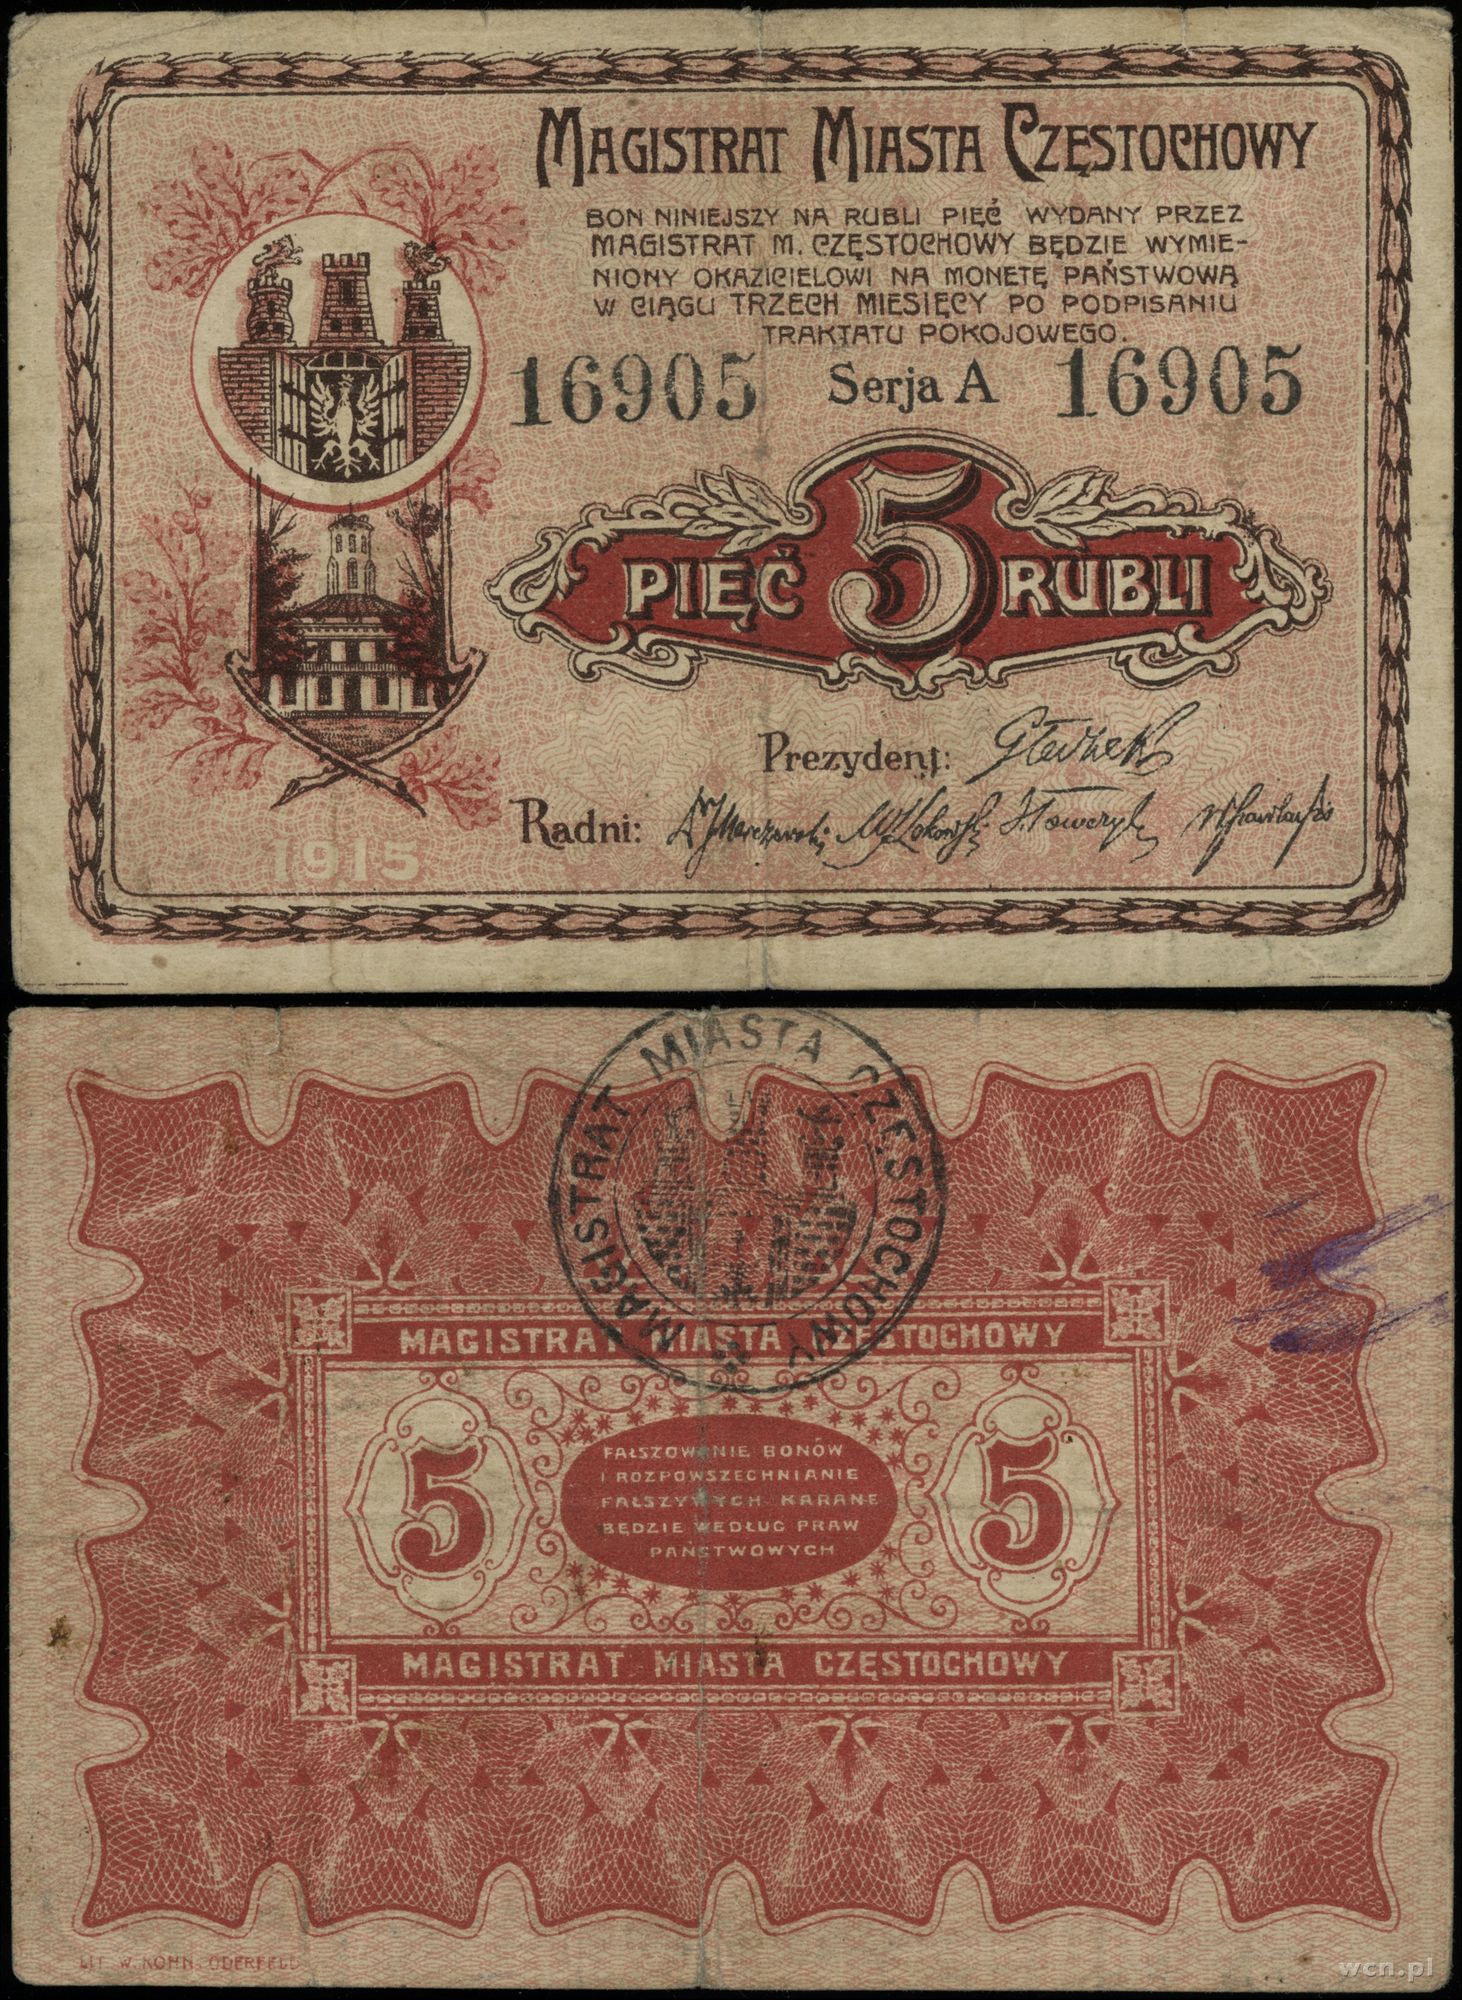 MAGISTRAT MIASTA CZĘSTOCHOWY
BON NINIEJSZY NA RUBLI PIĘĆ WYDANY PRZEZ
MAGISTRAT M. CZĘSTOCHOWY BĘDZIE WYMIE-
NIONY OKAZICIELOWI NA MONETĘ PAŃSTWOWĄ
W CIĄGU TRZECH MIESIĘCY PO PODPISANIU
TRAKTATU POKOJOWEGO.
16905 Serja A 16905
PIĘĆ 5 RUBLI
Prezydent:
Radni:
1915
MAGISTRAT MIASTA CZĘSTOCHOWY
MAGISTRAT MIASTA CZĘSTOCHOWY
5 5
FAŁSZOWANIE BONÓW
I ROZPOWSZECHNIANIE
FAŁSZYWYCH KARANE
BĘDZIE WEDŁUG PRAW
PAŃSTWOWYCH
MAGISTRAT MIASTA CZĘSTOCHOWY
LIT. W. KOHN, ODERFELD
wcn.pl